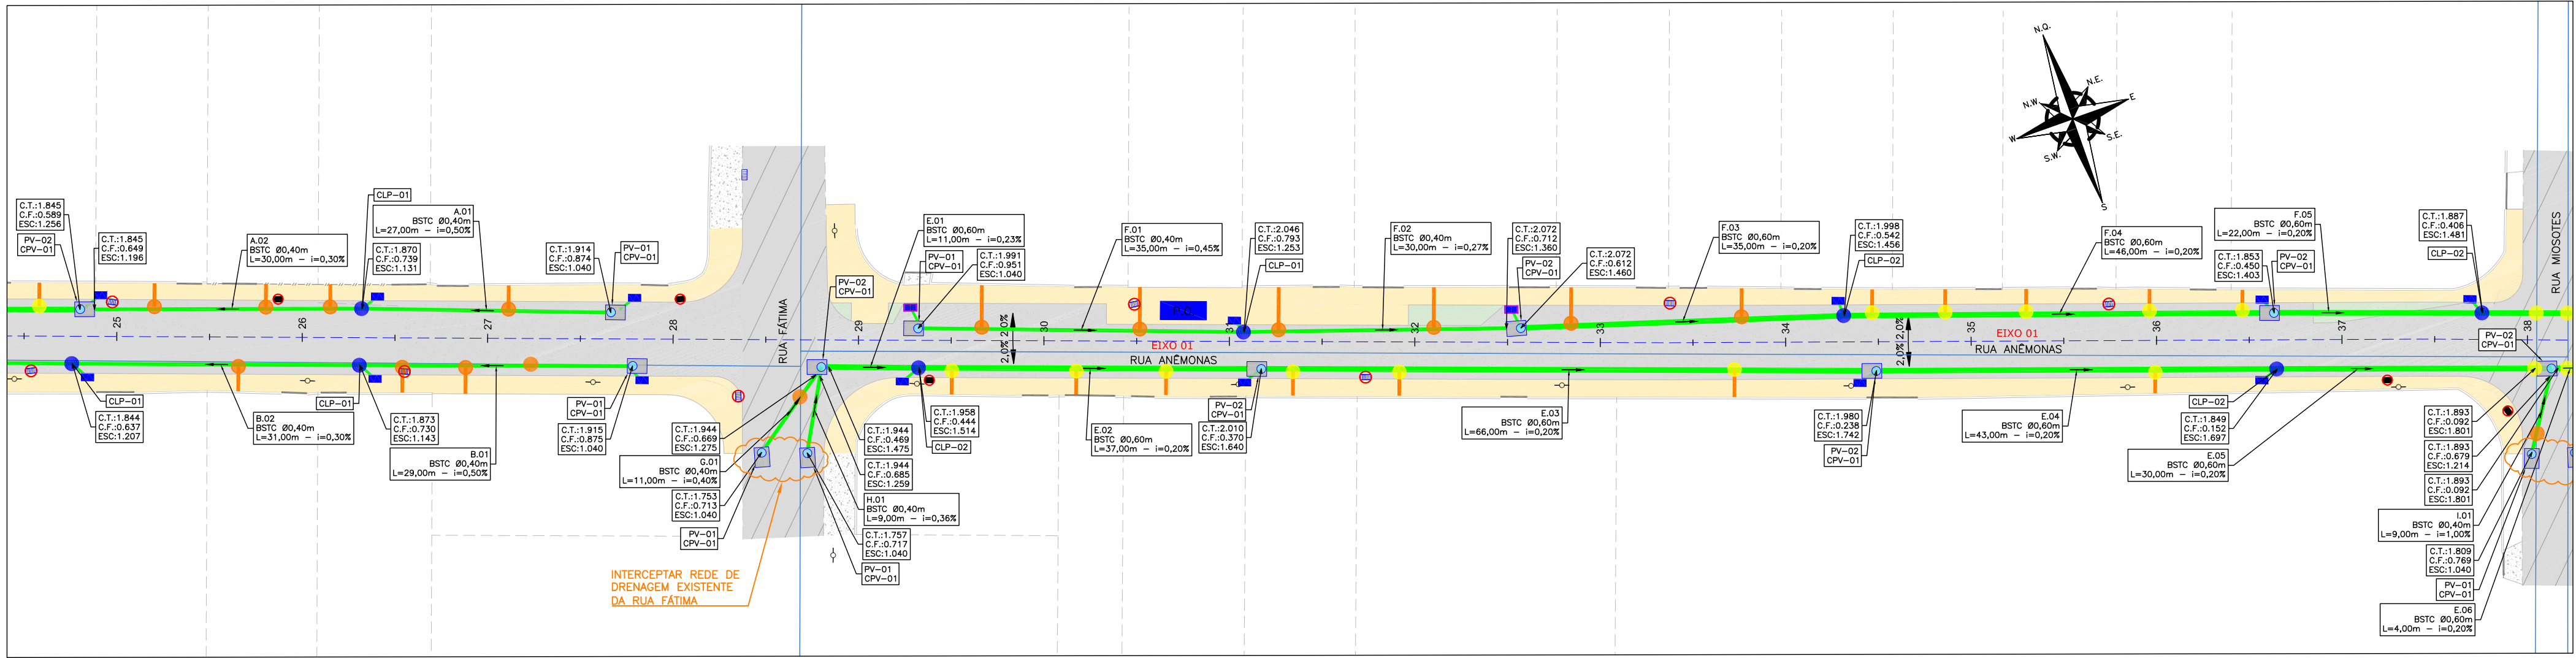 C.T.:1.845
C.F.:0.589
ESC:1.256
PV-02
CPV-01
C.T.:1.845
C.F.:0.649
ESC:1.196
A.02
BSTC Ø0,40m
L=30,00m - i=0,30%
CLP-01
A.01
BSTC Ø0,40m
L=27,00m - i=0,50%
C.T.:1.870
C.F.:0.739
ESC:1.131
C.T.:1.914
C.F.:0.874
ESC:1.040
PV-01
CPV-01
PV-02
CPV-01
E.01
BSTC Ø0,60m
L=11,00m - i=0,23%
PV-01
CPV-01
C.T.:1.991
C.F.:0.951
ESC:1.040
F.01
BSTC Ø0,40m
L=35,00m - i=0,45%
C.T.:2.046
C.F.:0.793
ESC:1.253
CLP-01
F.02
BSTC Ø0,40m
L=30,00m - i=0,27%
C.T.:2.072
C.F.:0.712
ESC:1.360
PV-02
CPV-01
C.T.:2.072
C.F.:0.612
ESC:1.460
F.03
BSTC Ø0,60m
L=35,00m - i=0,20%
C.T.:1.998
C.F.:0.542
ESC:1.456
CLP-02
F.04
BSTC Ø0,60m
L=46,00m - i=0,20%
F.05
BSTC Ø0,60m
L=22,00m - i=0,20%
C.T.:1.853
C.F.:0.450
ESC:1.403
PV-02
CPV-01
C.T.:1.887
C.F.:0.406
ESC:1.481
CLP-02
N.O.
N.E.
E
S.E.
S
S.W.
W
N.W
P.O.
25
26
27
28
29
30
31
32
33
34
35
36
37
38
RUA FÁTIMA
RUA MIOSOTES
2,0% 2,0%
EIXO 01
RUA ANÊMONAS
2,0% 2,0%
EIXO 01
RUA ANÊMONAS
PV-02
CPV-01
CLP-01
C.T.:1.844
C.F.:0.637
ESC:1.207
B.02
BSTC Ø0,40m
L=31,00m - i=0,30%
CLP-01
C.T.:1.873
C.F.:0.730
ESC:1.143
B.01
BSTC Ø0,40m
L=29,00m - i=0,50%
PV-01
CPV-01
C.T.:1.915
C.F.:0.875
ESC:1.040
C.T.:1.944
C.F.:0.669
ESC:1.275
G.01
BSTC Ø0,40m
L=11,00m - i=0,40%
C.T.:1.753
C.F.:0.713
ESC:1.040
PV-01
CPV-01
INTERCEPTAR REDE DE
DRENAGEM EXISTENTE
DA RUA FÁTIMA
C.T.:1.944
C.F.:0.469
ESC:1.475
C.T.:1.944
C.F.:0.685
ESC:1.259
H.01
BSTC Ø0,40m
L=9,00m - i=0,36%
C.T.:1.757
C.F.:0.717
ESC:1.040
PV-01
CPV-01
C.T.:1.958
C.F.:0.444
ESC:1.514
CLP-02
E.02
BSTC Ø0,60m
L=37,00m - i=0,20%
PV-02
CPV-01
C.T.:2.010
C.F.:0.370
ESC:1.640
E.03
BSTC Ø0,60m
L=66,00m - i=0,20%
C.T.:1.980
C.F.:0.238
ESC:1.742
PV-02
CPV-01
E.04
BSTC Ø0,60m
L=43,00m - i=0,20%
CLP-02
C.T.:1.849
C.F.:0.152
ESC:1.697
E.05
BSTC Ø0,60m
L=30,00m - i=0,20%
C.T.:1.893
C.F.:0.092
ESC:1.801
C.T.:1.893
C.F.:0.679
ESC:1.214
C.T.:1.893
C.F.:0.092
ESC:1.801
I.01
BSTC Ø0,40m
L=9,00m - i=1,00%
C.T.:1.809
C.F.:0.769
ESC:1.040
PV-01
CPV-01
E.06
BSTC Ø0,60m
L=4,00m - i=0,20%